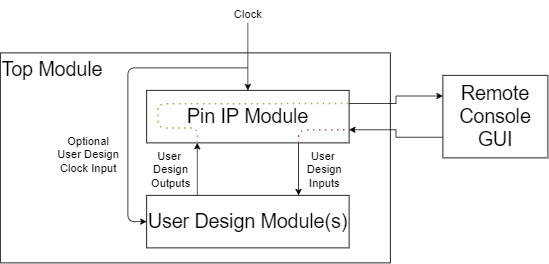 Clock
Top Module
Pin IP Module
Remote
Console
GUI
Optional
User Design
Clock Input
User
Design
Outputs
User
Design
Inputs
User Design Module(s)